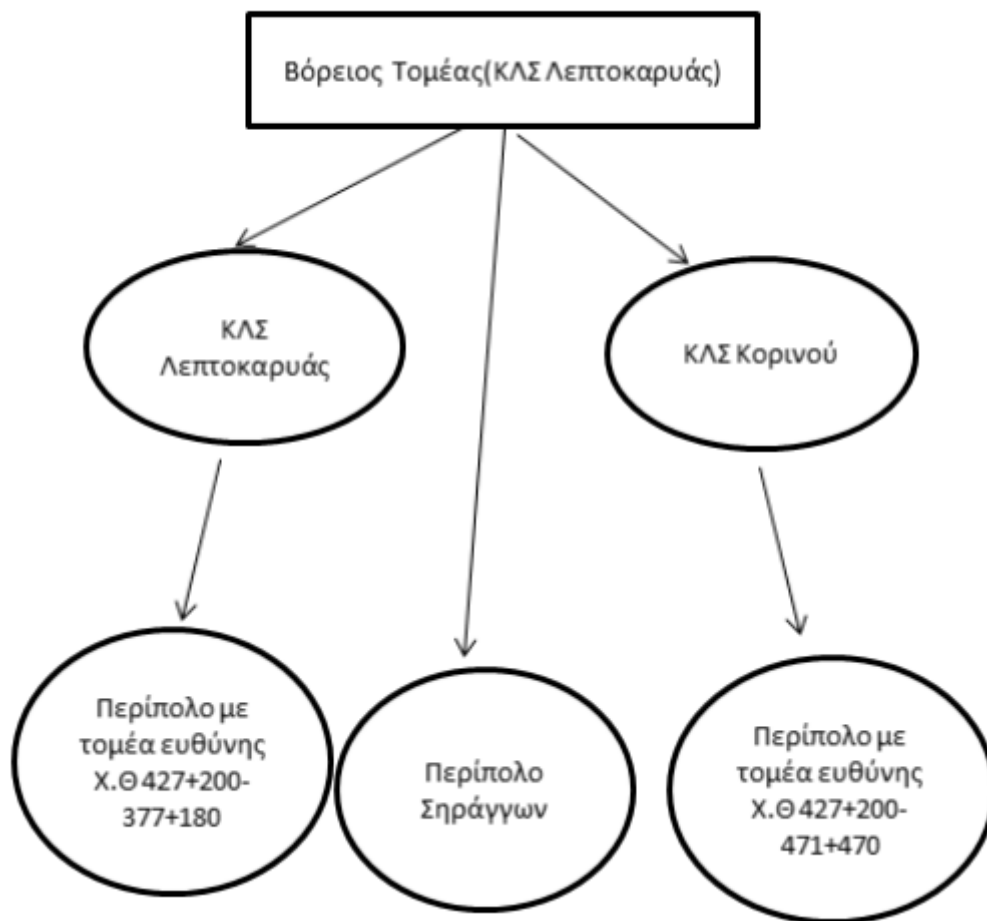 Βόρειος Τομέας(ΚΛΣ Λεπτοκαρυάς)
ΚΛΣ
Λεπτοκαρυάς
ΚΛΣ Κορινού
Περίπολο με
τομέα ευθύνης
Χ.Θ 427+200-
377+180
Περίπολο
Σηράγγων
Περίπολο με
τομέα ευθύνης
Χ.Θ 427+200-
471+470